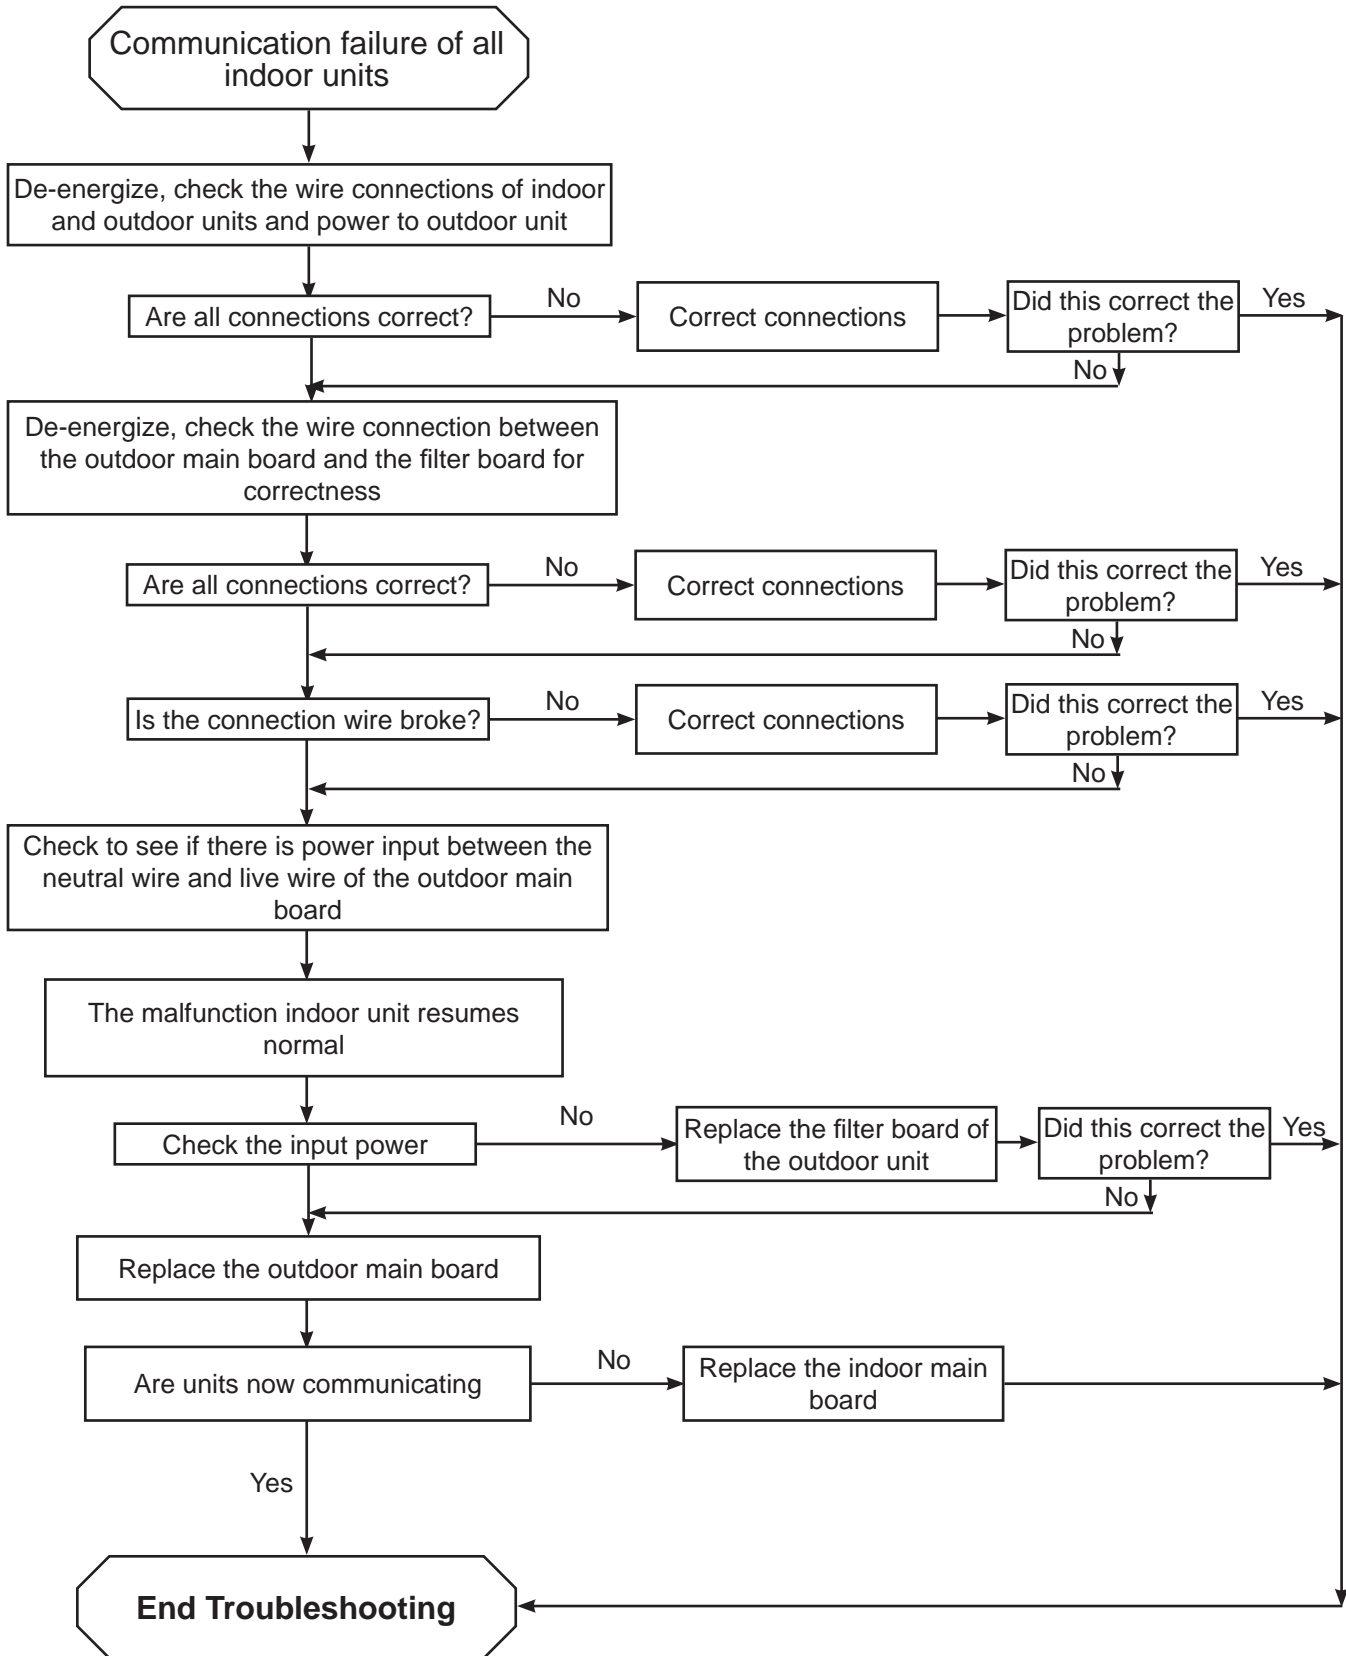 Communication failure of all
indoor units
De-energize, check the wire connections of indoor
and outdoor units and power to outdoor unit
Are all connections correct?
No
Correct connections
Did this correct the
problem?
Yes
No
De-energize, check the wire connection between
the outdoor main board and the filter board for
correctness
Are all connections correct?
No
Correct connections
Did this correct the
problem?
Yes
No
Is the connection wire broke?
No
Correct connections
Did this correct the
problem?
Yes
No
Check to see if there is power input between the
neutral wire and live wire of the outdoor main
board
The malfunction indoor unit resumes
normal
Check the input power
No
Replace the filter board of
the outdoor unit
Did this correct the
problem?
Yes
No
Replace the outdoor main board
Are units now communicating
No
Replace the indoor main
board
Yes
End Troubleshooting